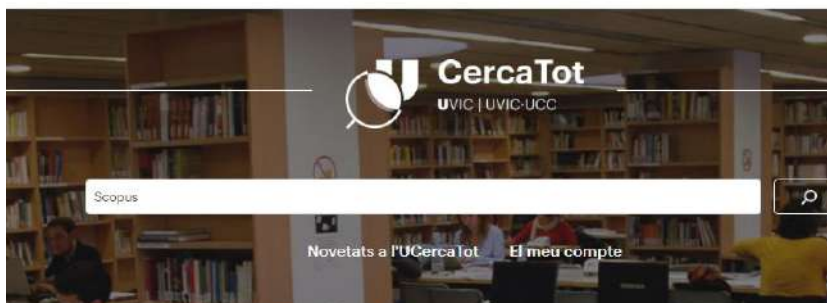 CercaTot
UVIC | UVIC·UCC
Scopus
Novetats a l'UCercaTot El meu compte